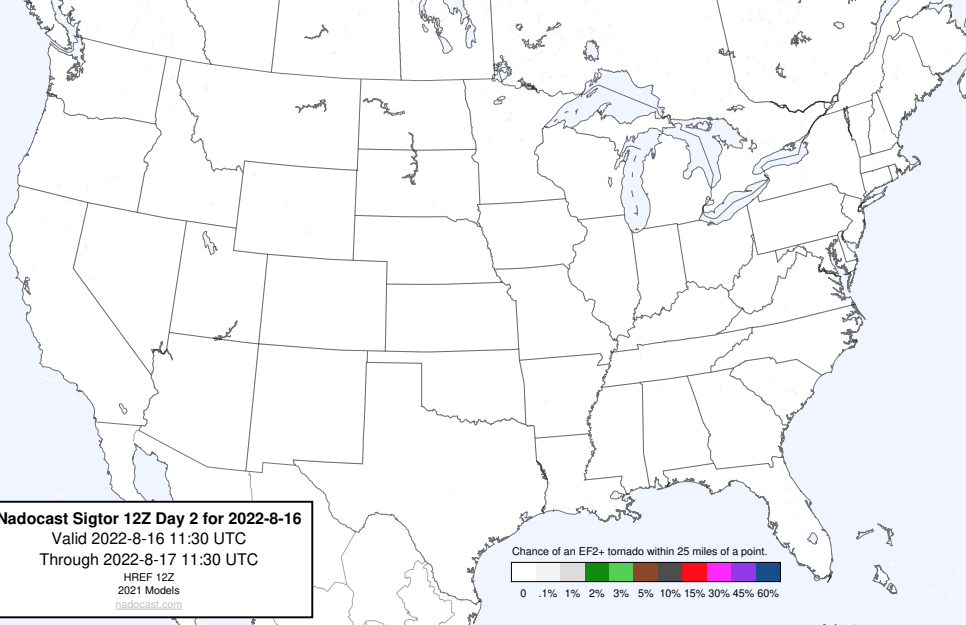 Nadocast Sigtor 12Z Day 2 for 2022-8-16
Valid 2022-8-16 11:30 UTC
Through 2022-8-17 11:30 UTC
HREF 12Z
2021 Models
nadocast.com
Chance of an EF2+ tornado within 25 miles of a point.
0 .1% 1% 2% 3% 5% 10% 15% 30% 45% 60%